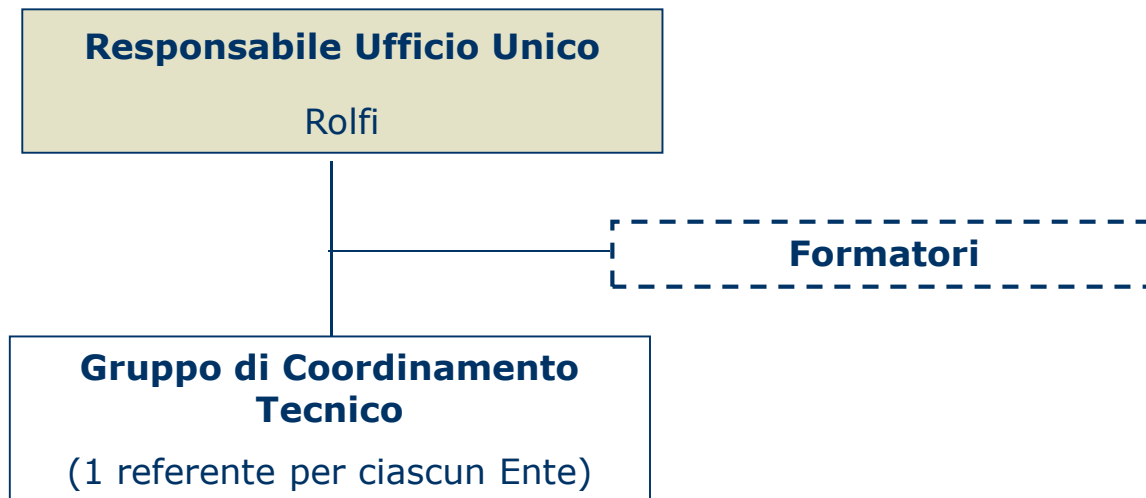 Responsabile Ufficio Unico
Rolfi
Formatori
Gruppo di Coordinamento
Tecnico
(1 referente per ciascun Ente)